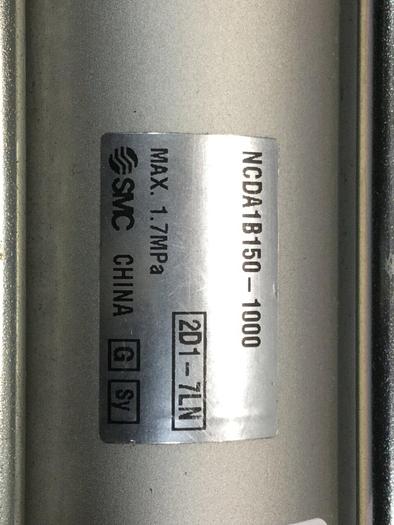 NCDA1B150-1000
MAX. 1.7MPa
2D1-7LN
SMC CHINA G Sy